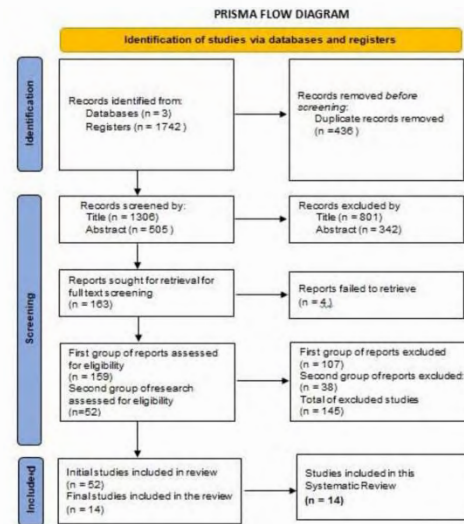 PRISMA FLOW DIAGRAM
Identification of studies via databases and registers
Identification
Records identified from:
Databases (n = 3)
Registers (n = 1742 )
Records removed before
screening:
Duplicate records removed
(n =436 )
Screening
Records screened by:
Title (n = 1306)
Abstract (n = 505 )
Records excluded by
Title (n = 801)
Abstract (n = 342)
Reports sought for retrieval for
full text screening
(n = 163)
Reports failed to retrieve
(n = 4 )
First group of reports assessed
for eligibility
(n = 159)
Second group of research
assessed for eligibility
(n=52)
First group of reports excluded
(n = 107)
Second group of reports excluded:
(n = 38)
Total of excluded studies
(n = 145)
Included
Initial studies included in review
(n = 52)
Final studies included in the review
(n = 14)
Studies included in this
Systematic Review
(n = 14)